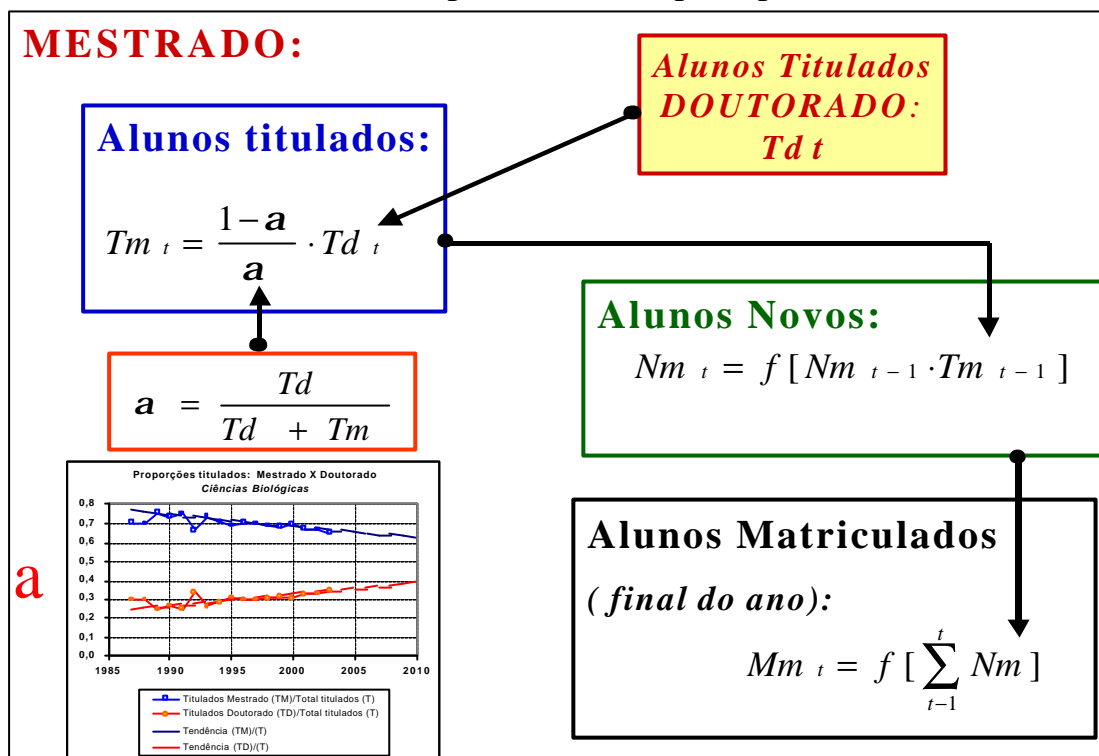 MESTRADO:
Alunos Titulados
DOUTORADO:
Td t
Alunos titulados:
Tm t = 1-a / a · Td t
a = Td / Td + Tm
Alunos Novos:
Nm t = f [ Nm t-1 · Tm t-1 ]
Alunos Matriculados
(final do ano):
Mm t = f [ t ∑ t-1 Nm ]
a
Proporções titulados: Mestrado X Doutorado
Ciências Biológicas
0,8
0,7
0,6
0,5
0,4
0,3
0,2
0,1
0,0
1985 1990 1995 2000 2005 2010
Titulados Mestrado (TM)/Total titulados (T)
Titulados Doutorado (TD)/Total titulados (T)
Tendência (TM)/(T)
Tendência (TD)/(T)